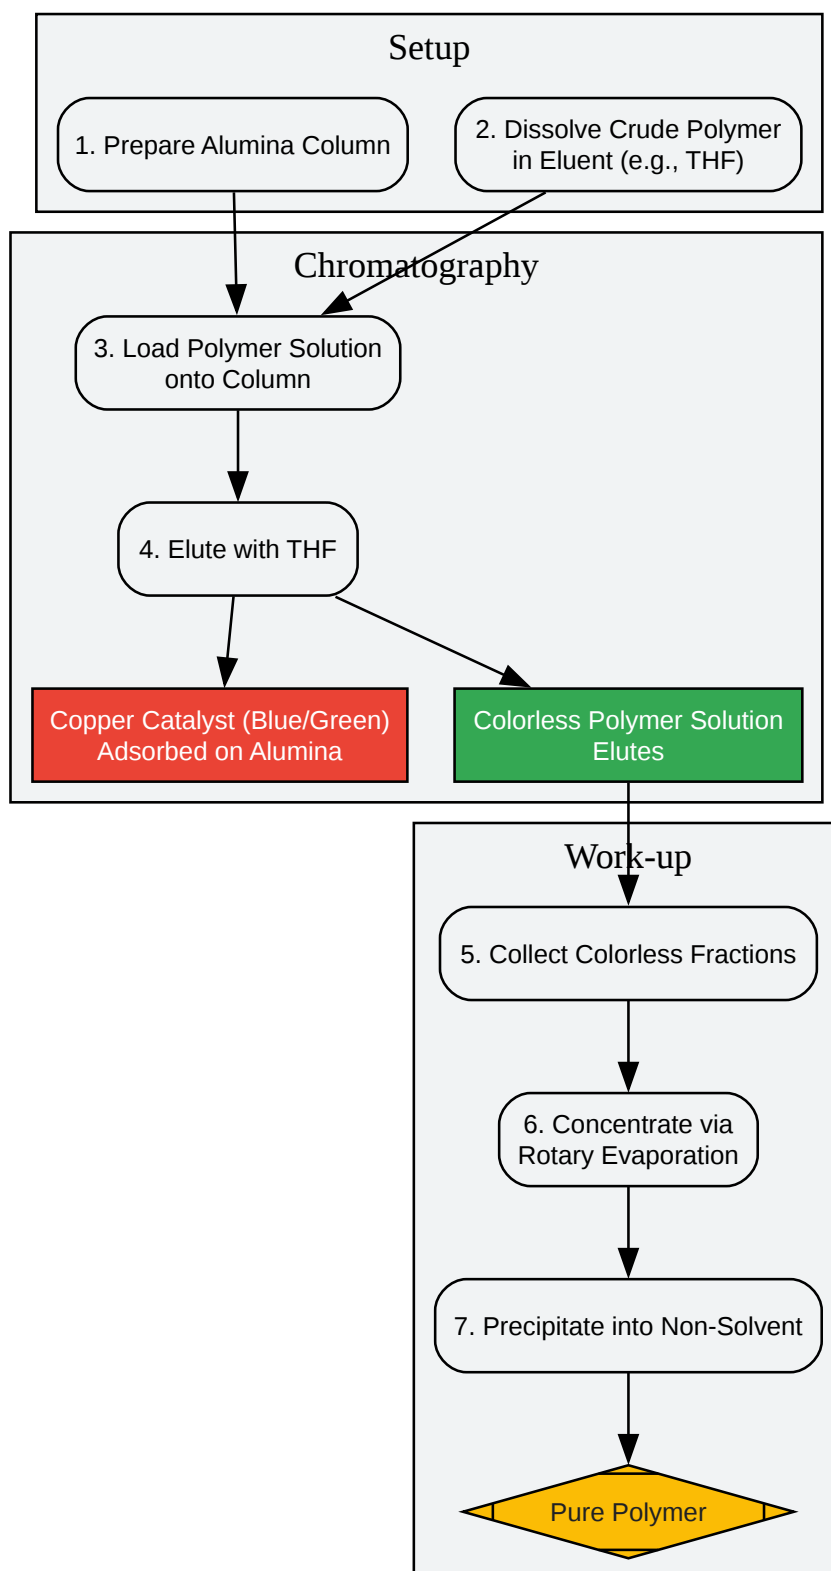 Setup
1. Prepare Alumina Column
2. Dissolve Crude Polymer
in Eluent (e.g., THF)
Chromatography
3. Load Polymer Solution
onto Column
4. Elute with THF
Copper Catalyst (Blue/Green)
Adsorbed on Alumina
Colorless Polymer Solution
Elutes
Work-up
5. Collect Colorless Fractions
6. Concentrate via
Rotary Evaporation
7. Precipitate into Non-Solvent
Pure Polymer